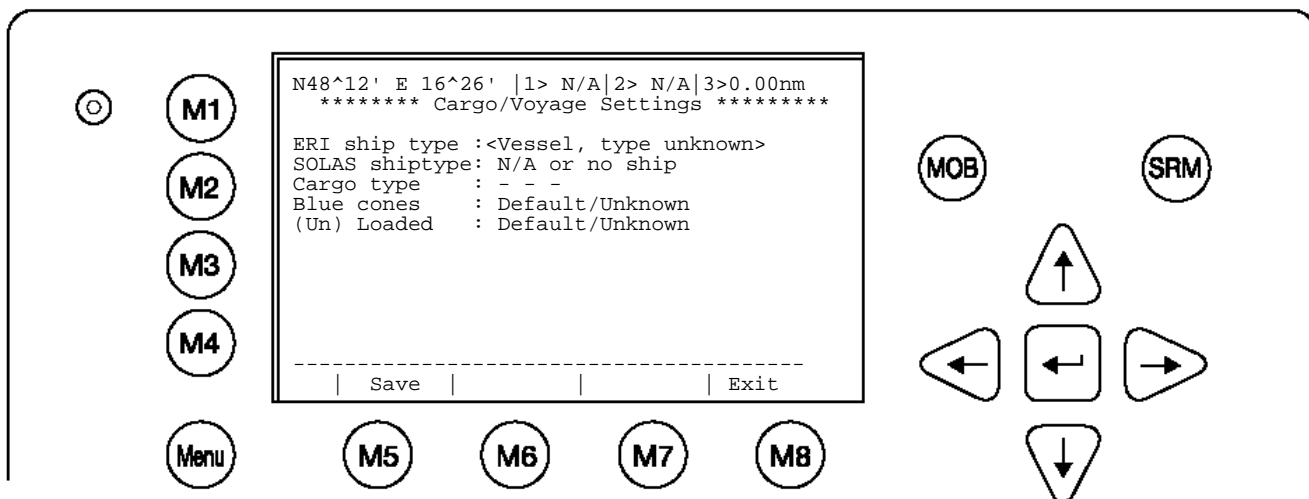 N48^12' E 16^26' |1> N/A|2> N/A|3>0.00nm
******** Cargo/Voyage Settings *********
ERI ship type :<Vessel, type unknown>
SOLAS shiptype: N/A or no ship
Cargo type : - - -
Blue cones : Default/Unknown
(Un) Loaded : Default/Unknown
----------------------------------------
| Save | | | Exit
M1
M2
M3
M4
Menu
M5
M6
M7
M8
MOB
SRM